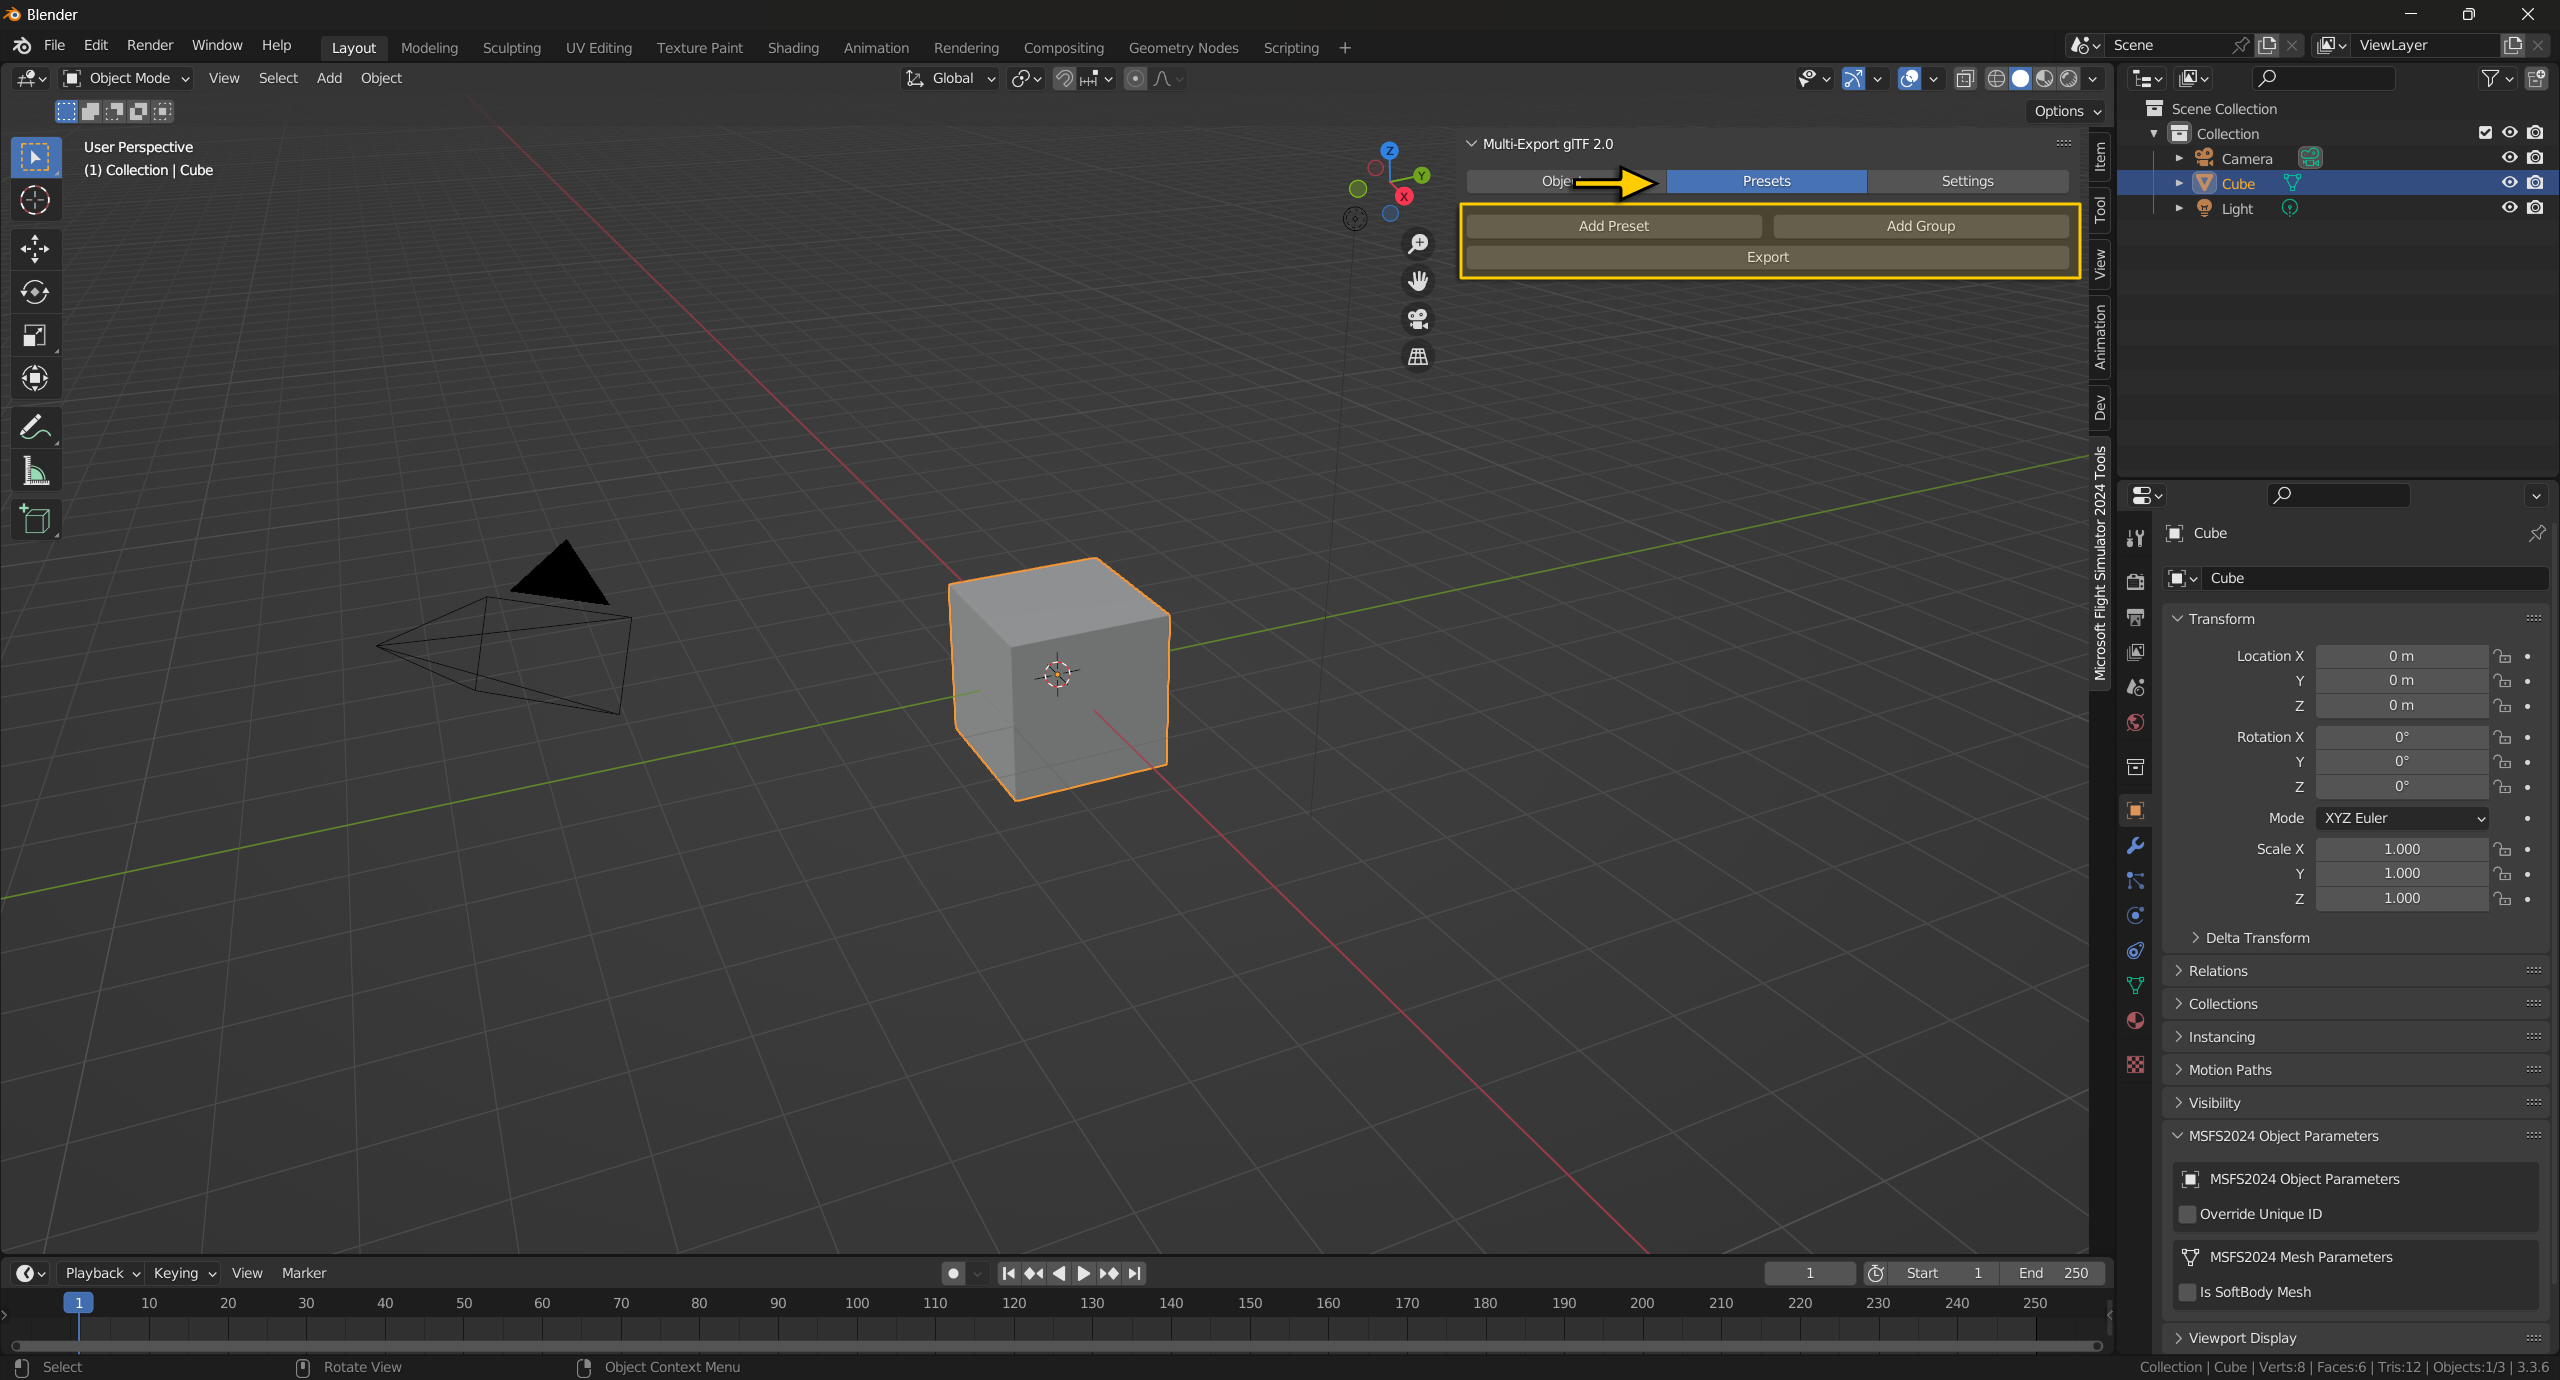 Blender
File Edit Render Window Help Layout Modeling Sculpting UV Editing Texture Paint Shading Animation Rendering Compositing Geometry Nodes Scripting + Scene ViewLayer
Object Mode View Select Add Object Global
Options
User Perspective
(1) Collection | Cube
Z
Y
X
Multi-Export glTF 2.0
Presets Settings
Add Preset Add Group
Export
Item
Tool
View
Animation
Dev
Microsoft Flight Simulator 2024 Tools
Scene Collection
Collection
Camera
Cube
Light
Cube
Cube
Transform
Location X 0 m
Y 0 m
Z 0 m
Rotation X 0°
Y 0°
Z 0°
Mode XYZ Euler
Scale X 1.000
Y 1.000
Z 1.000
Delta Transform
Relations
Collections
Instancing
Motion Paths
Visibility
MSFS2024 Object Parameters
MSFS2024 Object Parameters
Override Unique ID
MSFS2024 Mesh Parameters
Is SoftBody Mesh
Viewport Display
Playback Keying View Marker 1 Start 1 End 250
1 10 20 30 40 50 60 70 80 90 100 110 120 130 140 150 160 170 180 190 200 210 220 230 240 250
Select Rotate View Object Context Menu Collection | Cube | Verts:8 | Faces:6 | Tris:12 | Objects:1/3 | 3.3.6